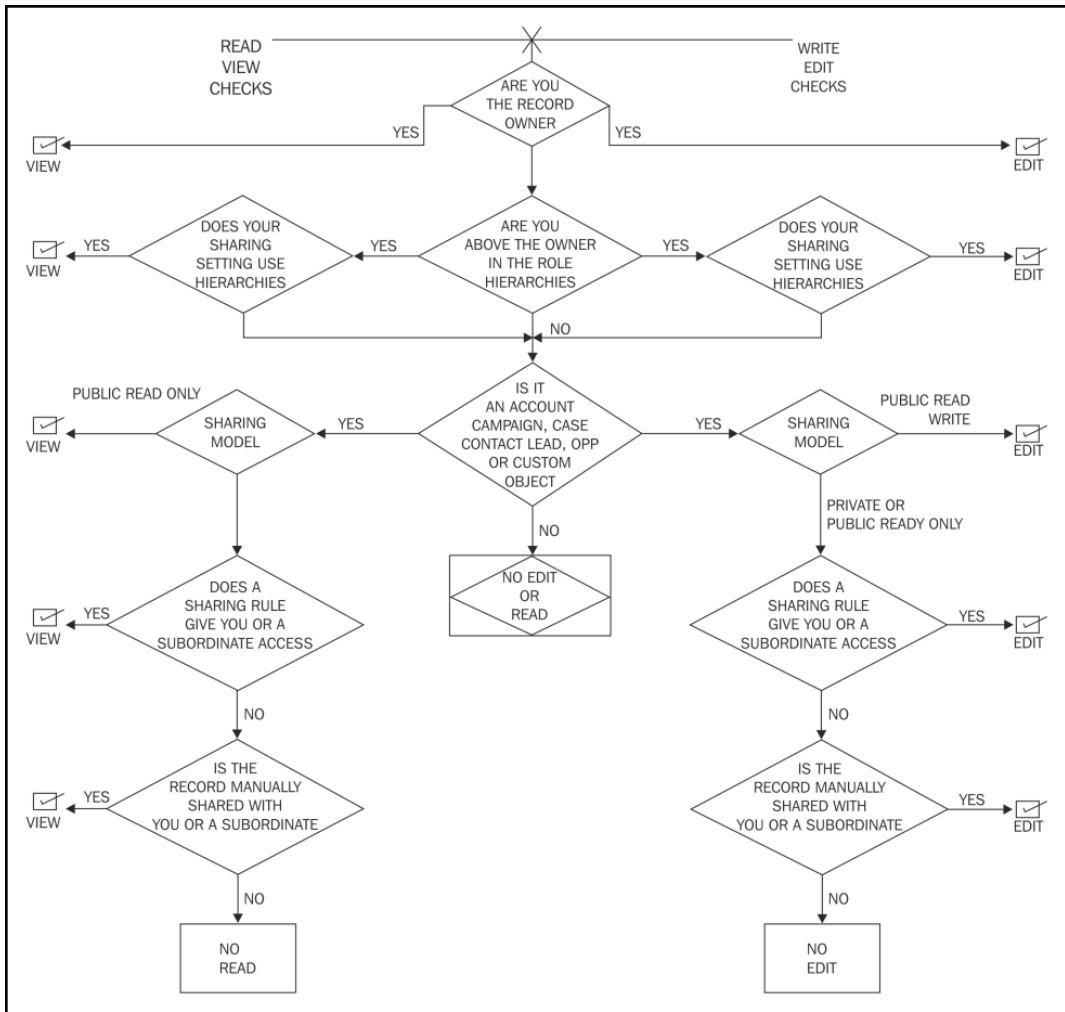 READ
VIEW
CHECKS
WRITE
EDIT
CHECKS
ARE YOU
THE RECORD
OWNER
YES
YES
VIEW
EDIT
DOES YOUR
SHARING
SETTING USE
HIERARCHIES
ARE YOU
ABOVE THE OWNER
IN THE ROLE
HIERARCHIES
DOES YOUR
SHARING
SETTING USE
HIERARCHIES
YES
YES
YES
YES
VIEW
EDIT
NO
PUBLIC READ ONLY
SHARING
MODEL
YES
IS IT
AN ACCOUNT
CAMPAIGN, CASE
CONTACT LEAD, OPP
OR CUSTOM
OBJECT
YES
SHARING
MODEL
PUBLIC READ
WRITE
VIEW
EDIT
NO
PRIVATE OR
PUBLIC READY ONLY
NO EDIT
OR
READ
DOES A
SHARING RULE
GIVE YOU OR A
SUBORDINATE ACCESS
YES
VIEW
DOES A
SHARING RULE
GIVE YOU OR A
SUBORDINATE ACCESS
YES
EDIT
NO
NO
IS THE
RECORD MANUALLY
SHARED WITH
YOU OR A SUBORDINATE
YES
VIEW
IS THE
RECORD MANUALLY
SHARED WITH
YOU OR A SUBORDINATE
YES
EDIT
NO
NO
NO
READ
NO
EDIT